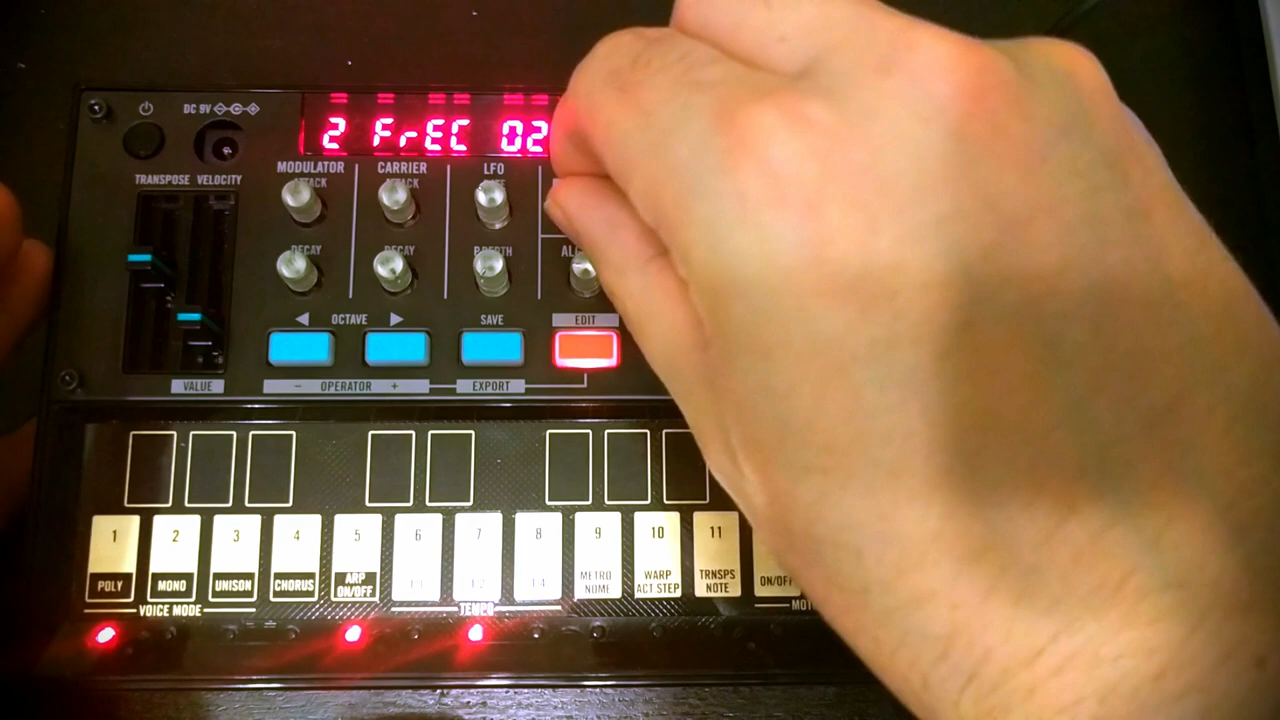 DC 9V
2 FrEC 02
MODULATOR CARRIER LFO
TRANSPOSE VELOCITY
DECAY DECAY
◀ OCTAVE ▶ SAVE EDIT
VALUE - OPERATOR + EXPORT
1 2 3 4 5 6 7 8 9 10 11
POLY MONO UNISON CHORUS ARP ON/OFF METRO NOME WARP ACT.STEP TRNSPS NOTE ON/OFF
VOICE MODE TEMPO